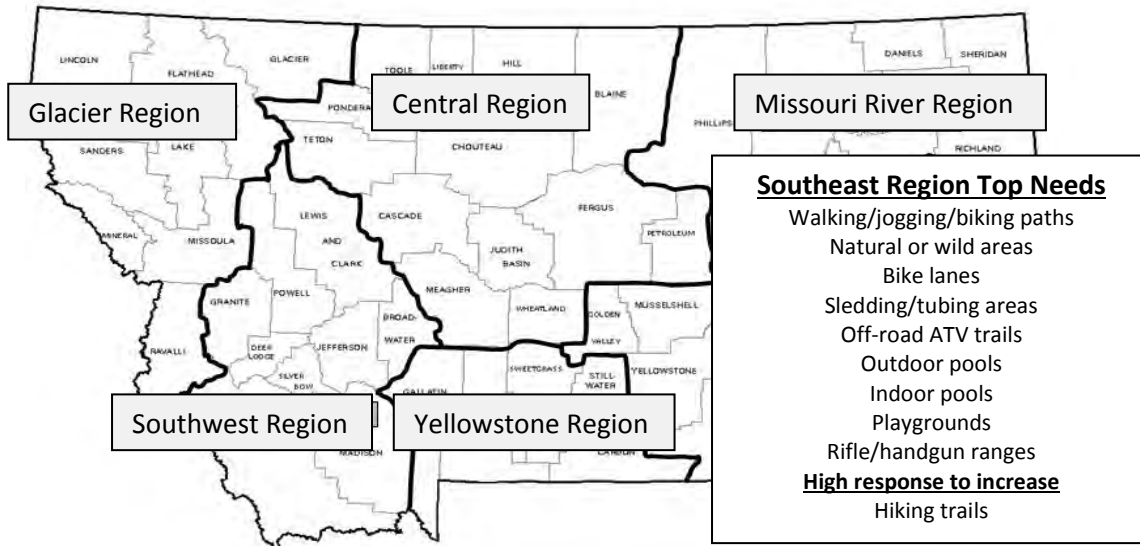 LINCOLN
FLATHEAD
GLACIER
TOOLE
LIBERTY
HILL
BLAINE
DANIELS
SHERIDAN
Glacier Region
Central Region
Missouri River Region
PONDERA
PHILLIPS
SANDERS
LAKE
TETON
CHOUTEAU
RICHLAND
MINERAL
MISSOULA
LEWIS
AND
CLARK
CASCADE
JUDITH
BASIN
FERGUS
PETROLEUM
GRANITE
POWELL
MEAGHER
WHEATLAND
GOLDEN
VALLEY
MUSSELSHELL
RAVALLI
DEER
LODGE
JEFFERSON
BROAD-
WATER
SILVER
BOW
GALLATIN
SWEETGRASS
STILL-
WATER
YELLOWSTONE
Southwest Region
Yellowstone Region
MADISON
CARBON
Southeast Region Top Needs
Walking/jogging/biking paths
Natural or wild areas
Bike lanes
Sledding/tubing areas
Off-road ATV trails
Outdoor pools
Indoor pools
Playgrounds
Rifle/handgun ranges
High response to increase
Hiking trails